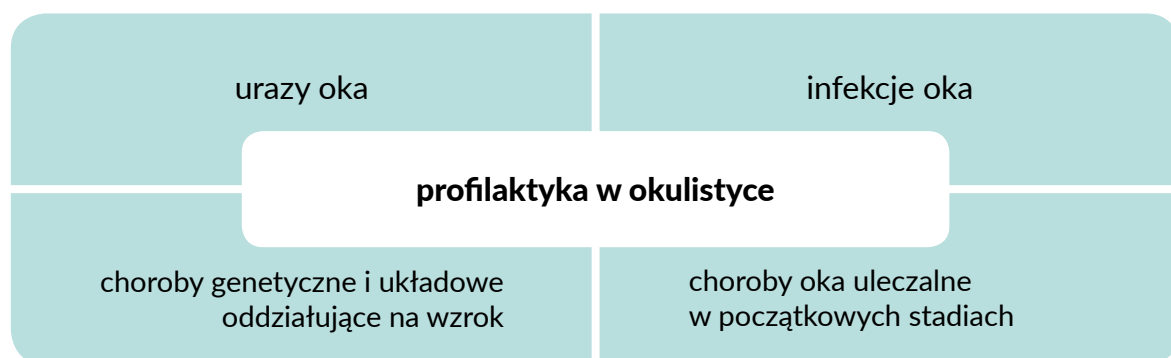 urazy oka
infekcje oka
profilaktyka w okulistyce
choroby genetyczne i układowe
oddziałujące na wzrok
choroby oka uleczalne
w początkowych stadiach